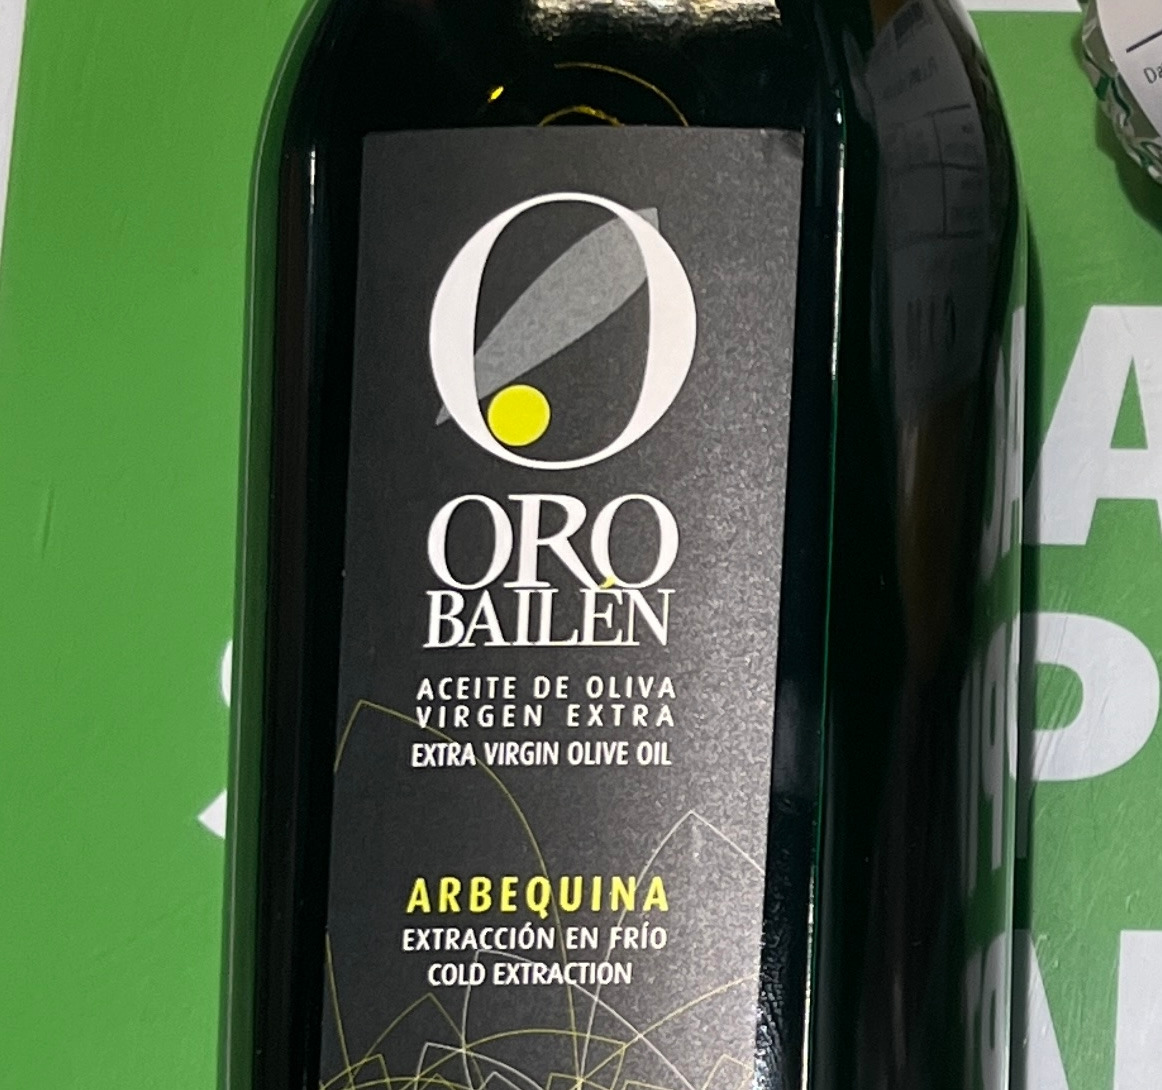 O
ORO
BAILÉN
ACEITE DE OLIVA
VIRGEN EXTRA
EXTRA VIRGIN OLIVE OIL
ARBEQUINA
EXTRACCIÓN EN FRÍO
COLD EXTRACTION